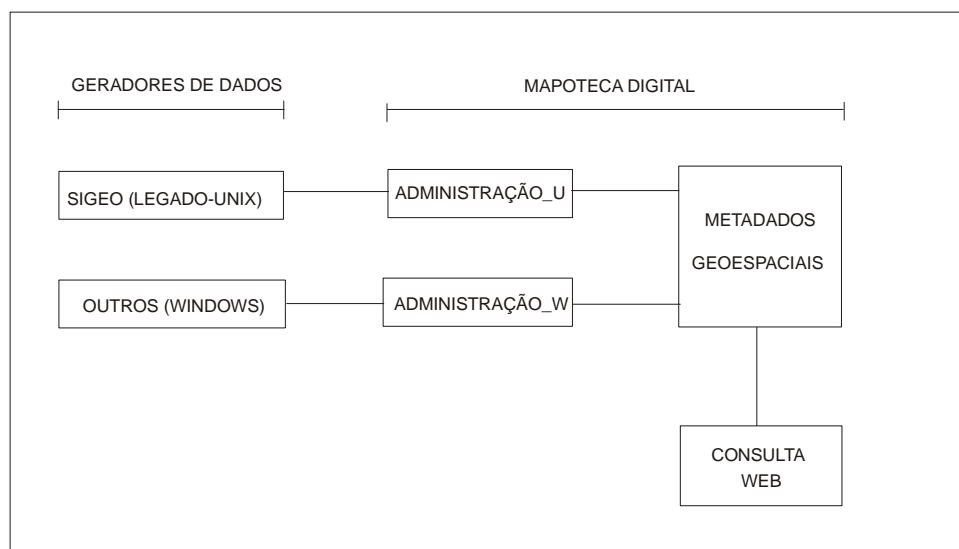 GERADORES DE DADOS
MAPOTECA DIGITAL
SIGEO (LEGADO-UNIX)
ADMINISTRAÇÃO_U
METADADOS
GEOESPACIAIS
OUTROS (WINDOWS)
ADMINISTRAÇÃO_W
CONSULTA
WEB